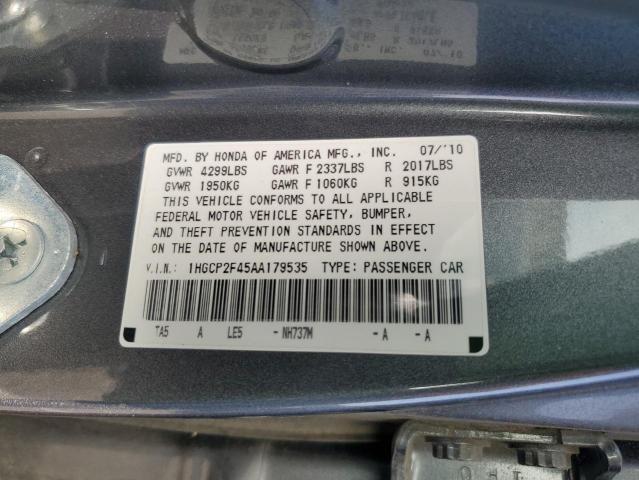 MFD. BY HONDA OF AMERICA MFG., INC. 07/'10
GVWR 4299LBS GAWR F 2337LBS R 2017LBS
GVWR 1950KG GAWR F 1060KG R 915KG
THIS VEHICLE CONFORMS TO ALL APPLICABLE
FEDERAL MOTOR VEHICLE SAFETY, BUMPER,
AND THEFT PREVENTION STANDARDS IN EFFECT
ON THE DATE OF MANUFACTURE SHOWN ABOVE.
V.I.N.: 1HGCP2F45AA179535 TYPE: PASSENGER CAR
TA5 A LE5 -NH737M -A -A